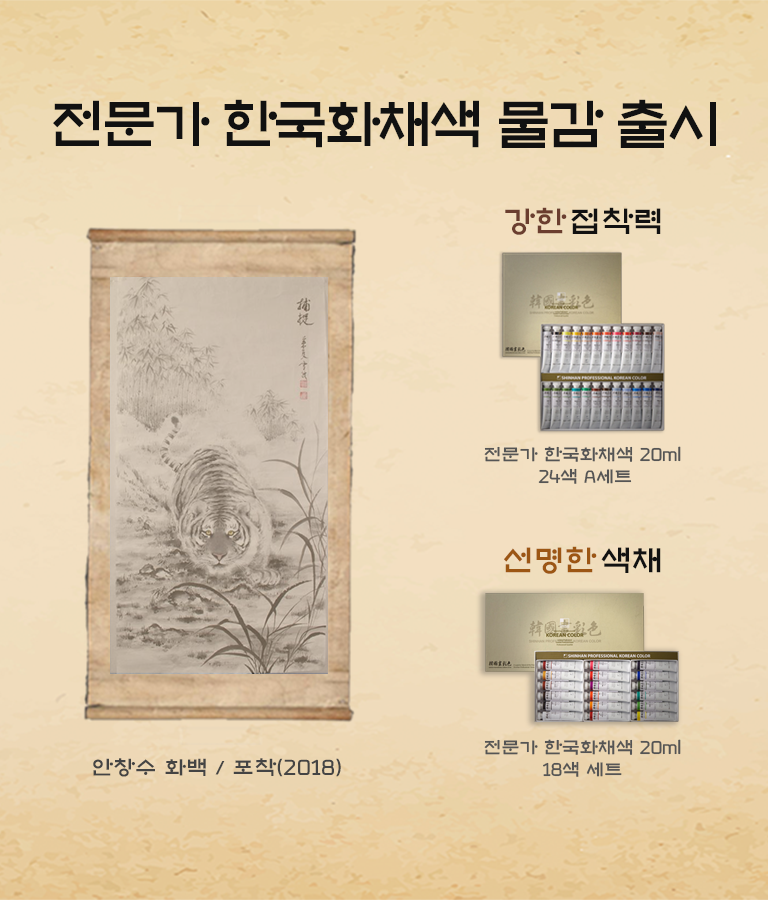 전문가 한국화채색 물감 출시
補捉
안창수 화백 / 포착(2018)
강한 접착력
韓國畵彩色
KOREAN COLOR
SHINHAN PROFESSIONAL KOREAN COLOR
전문가 한국화채색 20ml
24색 A세트
선명한 색채
韓國畵彩色
KOREAN COLOR
SHINHAN PROFESSIONAL KOREAN COLOR
전문가 한국화채색 20ml
18색 세트